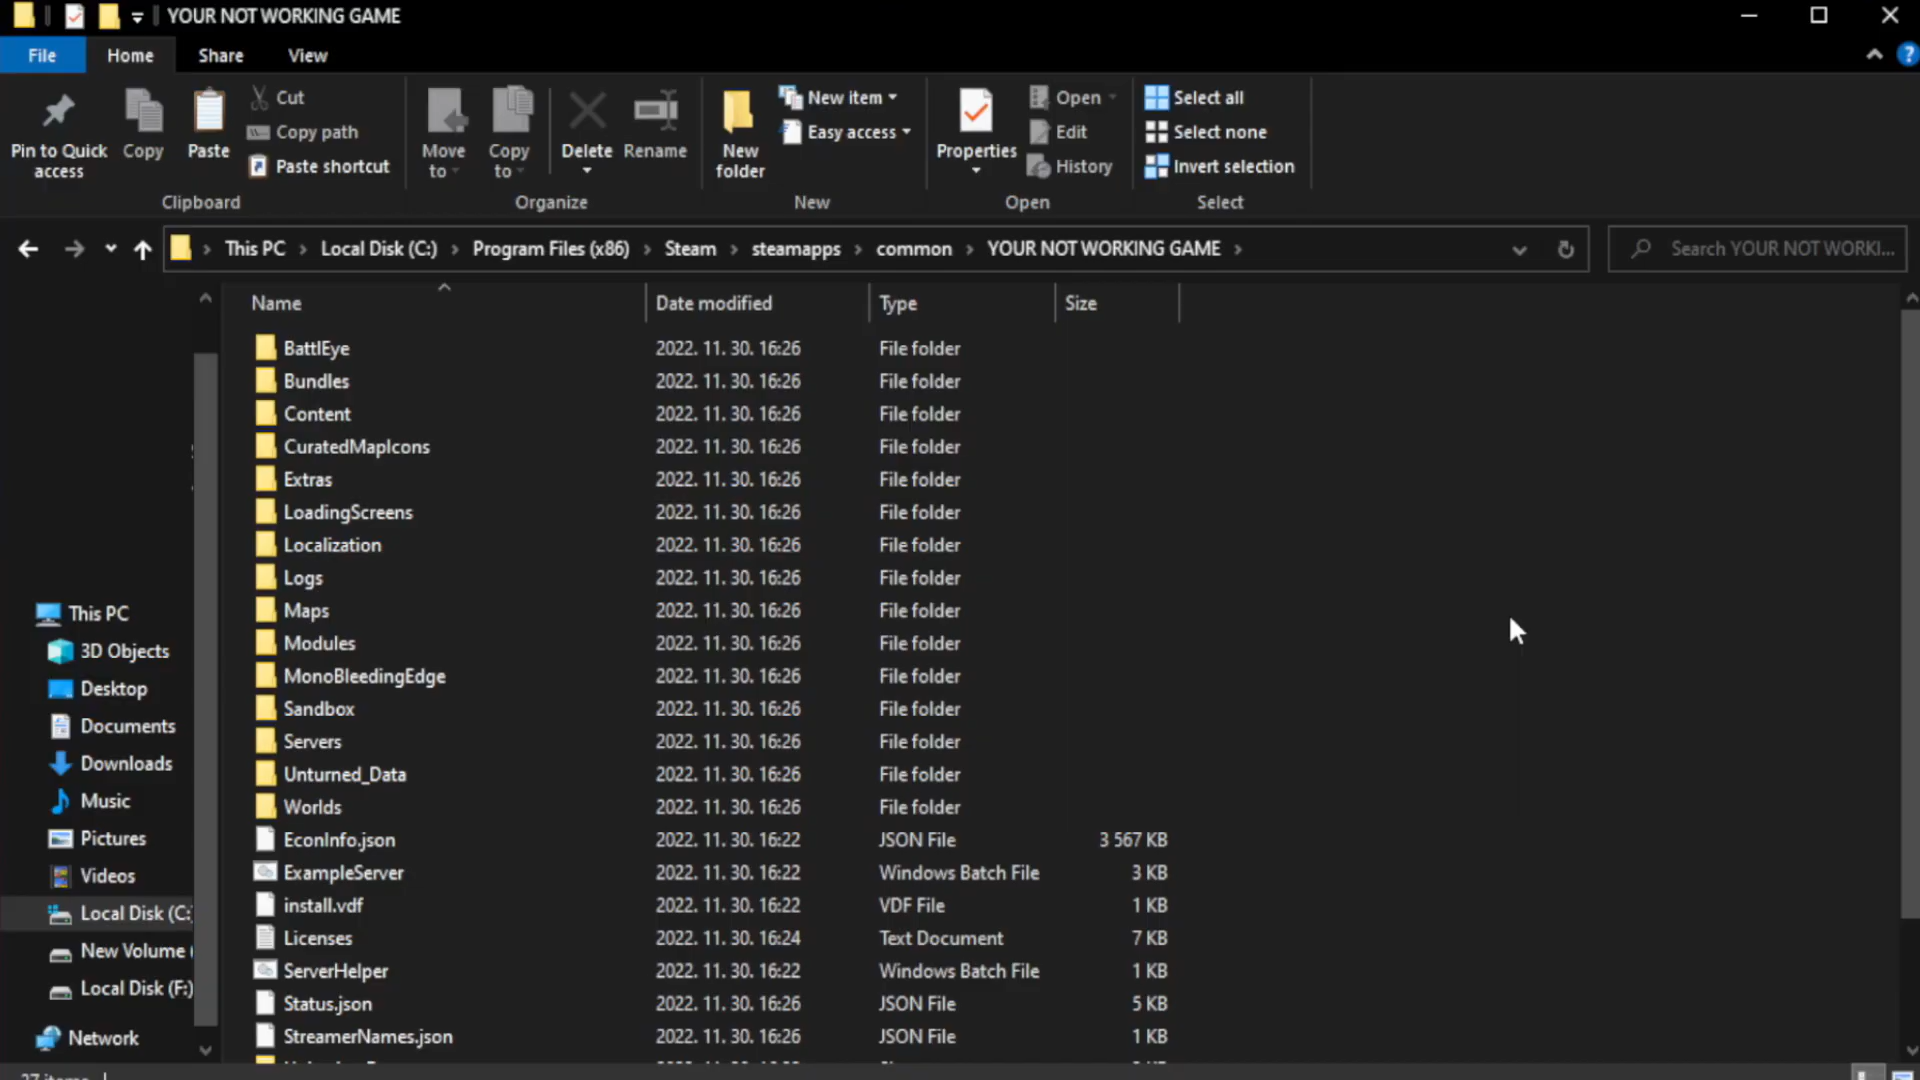 YOUR NOT WORKING GAME
File Home Share View
Pin to Quick access
Copy
Paste
Cut
Copy path
Paste shortcut
Clipboard
Move to
Copy to
Delete
Rename
Organize
New folder
New item
Easy access
New
Properties
Open
Edit
History
Open
Select all
Select none
Invert selection
Select
This PC > Local Disk (C:) > Program Files (x86) > Steam > steamapps > common > YOUR NOT WORKING GAME >
Search YOUR NOT WORKI...
This PC
3D Objects
Desktop
Documents
Downloads
Music
Pictures
Videos
Local Disk (C:
New Volume (
Local Disk (F:)
Network
Name Date modified Type Size
BattlEye 2022. 11. 30. 16:26 File folder
Bundles 2022. 11. 30. 16:26 File folder
Content 2022. 11. 30. 16:26 File folder
CuratedMapIcons 2022. 11. 30. 16:26 File folder
Extras 2022. 11. 30. 16:26 File folder
LoadingScreens 2022. 11. 30. 16:26 File folder
Localization 2022. 11. 30. 16:26 File folder
Logs 2022. 11. 30. 16:26 File folder
Maps 2022. 11. 30. 16:26 File folder
Modules 2022. 11. 30. 16:26 File folder
MonoBleedingEdge 2022. 11. 30. 16:26 File folder
Sandbox 2022. 11. 30. 16:26 File folder
Servers 2022. 11. 30. 16:26 File folder
Unturned_Data 2022. 11. 30. 16:26 File folder
Worlds 2022. 11. 30. 16:26 File folder
EconInfo.json 2022. 11. 30. 16:22 JSON File 3 567 KB
ExampleServer 2022. 11. 30. 16:22 Windows Batch File 3 KB
install.vdf 2022. 11. 30. 16:22 VDF File 1 KB
Licenses 2022. 11. 30. 16:24 Text Document 7 KB
ServerHelper 2022. 11. 30. 16:22 Windows Batch File 1 KB
Status.json 2022. 11. 30. 16:26 JSON File 5 KB
StreamerNames.json 2022. 11. 30. 16:26 JSON File 1 KB